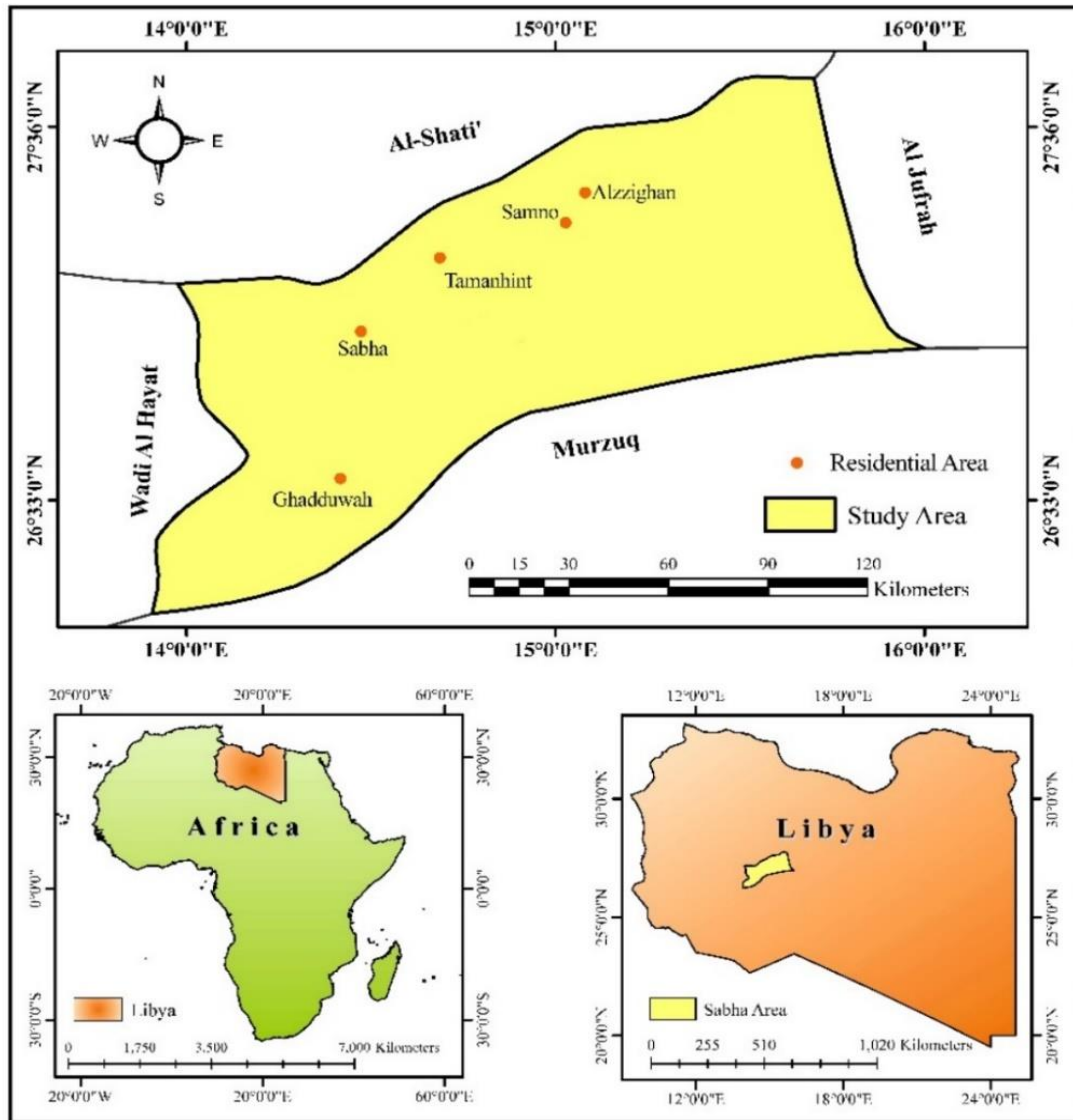 14°0'0"E 15°0'0"E 16°0'0"E
27°36'0"N 27°36'0"N
N
W E
S
Al-Shati'
Al Jufrah
Alzzighan
Samno
Tamanhint
Sabha
Wadi Al Hayat
Murzuq
Ghadduwah
Residential Area
Study Area
26°33'0"N 26°33'0"N
0 15 30 60 90 120
Kilometers
14°0'0"E 15°0'0"E 16°0'0"E
20°0'0"W 20°0'0"E 60°0'0"E
30°0'0"N 30°0'0"N
Africa
0°0'0" 0°0'0"
30°0'0"S 30°0'0"S
Libya
0 1,750 3,500 7,000 Kilometers
20°0'0"W 20°0'0"E 60°0'0"E
12°0'0"E 18°0'0"E 24°0'0"E
30°0'0"N 30°0'0"N
Libya
25°0'0"N 25°0'0"N
20°0'0"N 20°0'0"N
Sabha Area
0 255 510 1,020 Kilometers
12°0'0"E 18°0'0"E 24°0'0"E